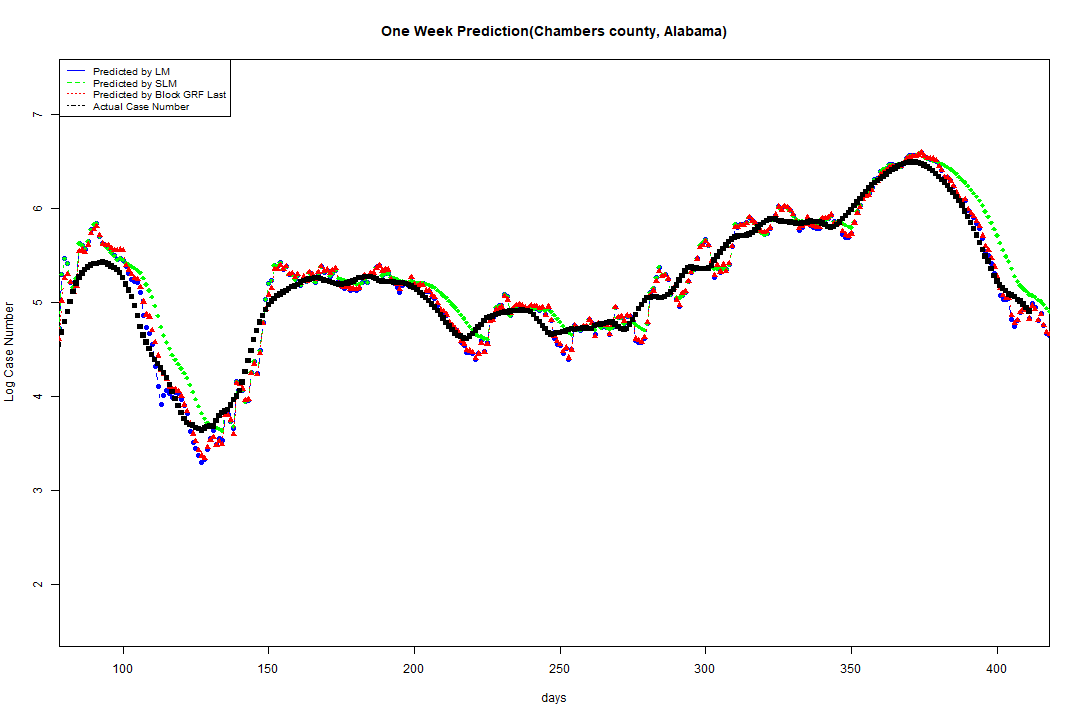 One Week Prediction(Chambers county, Alabama)
Predicted by LM
Predicted by SLM
Predicted by Block GRF Last
Actual Case Number
7
6
5
4
3
2
Log Case Number
100 150 200 250 300 350 400
days